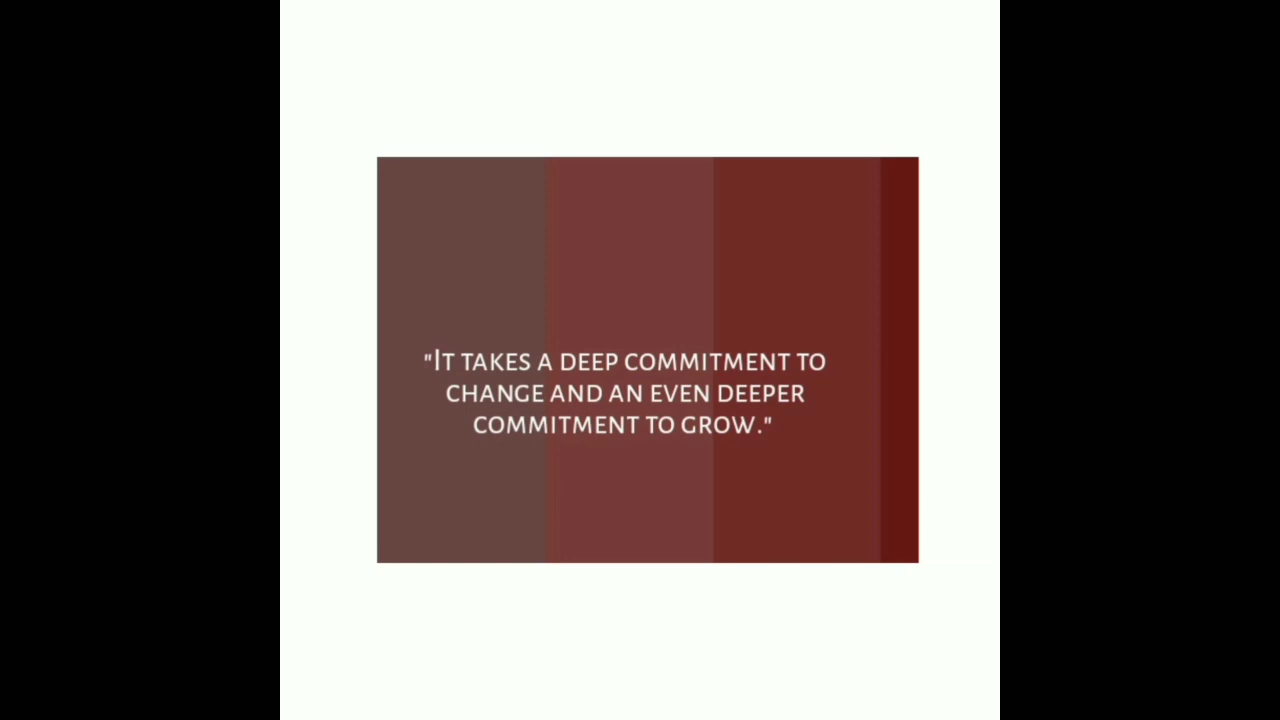 "It takes a deep commitment to
change and an even deeper
commitment to grow."